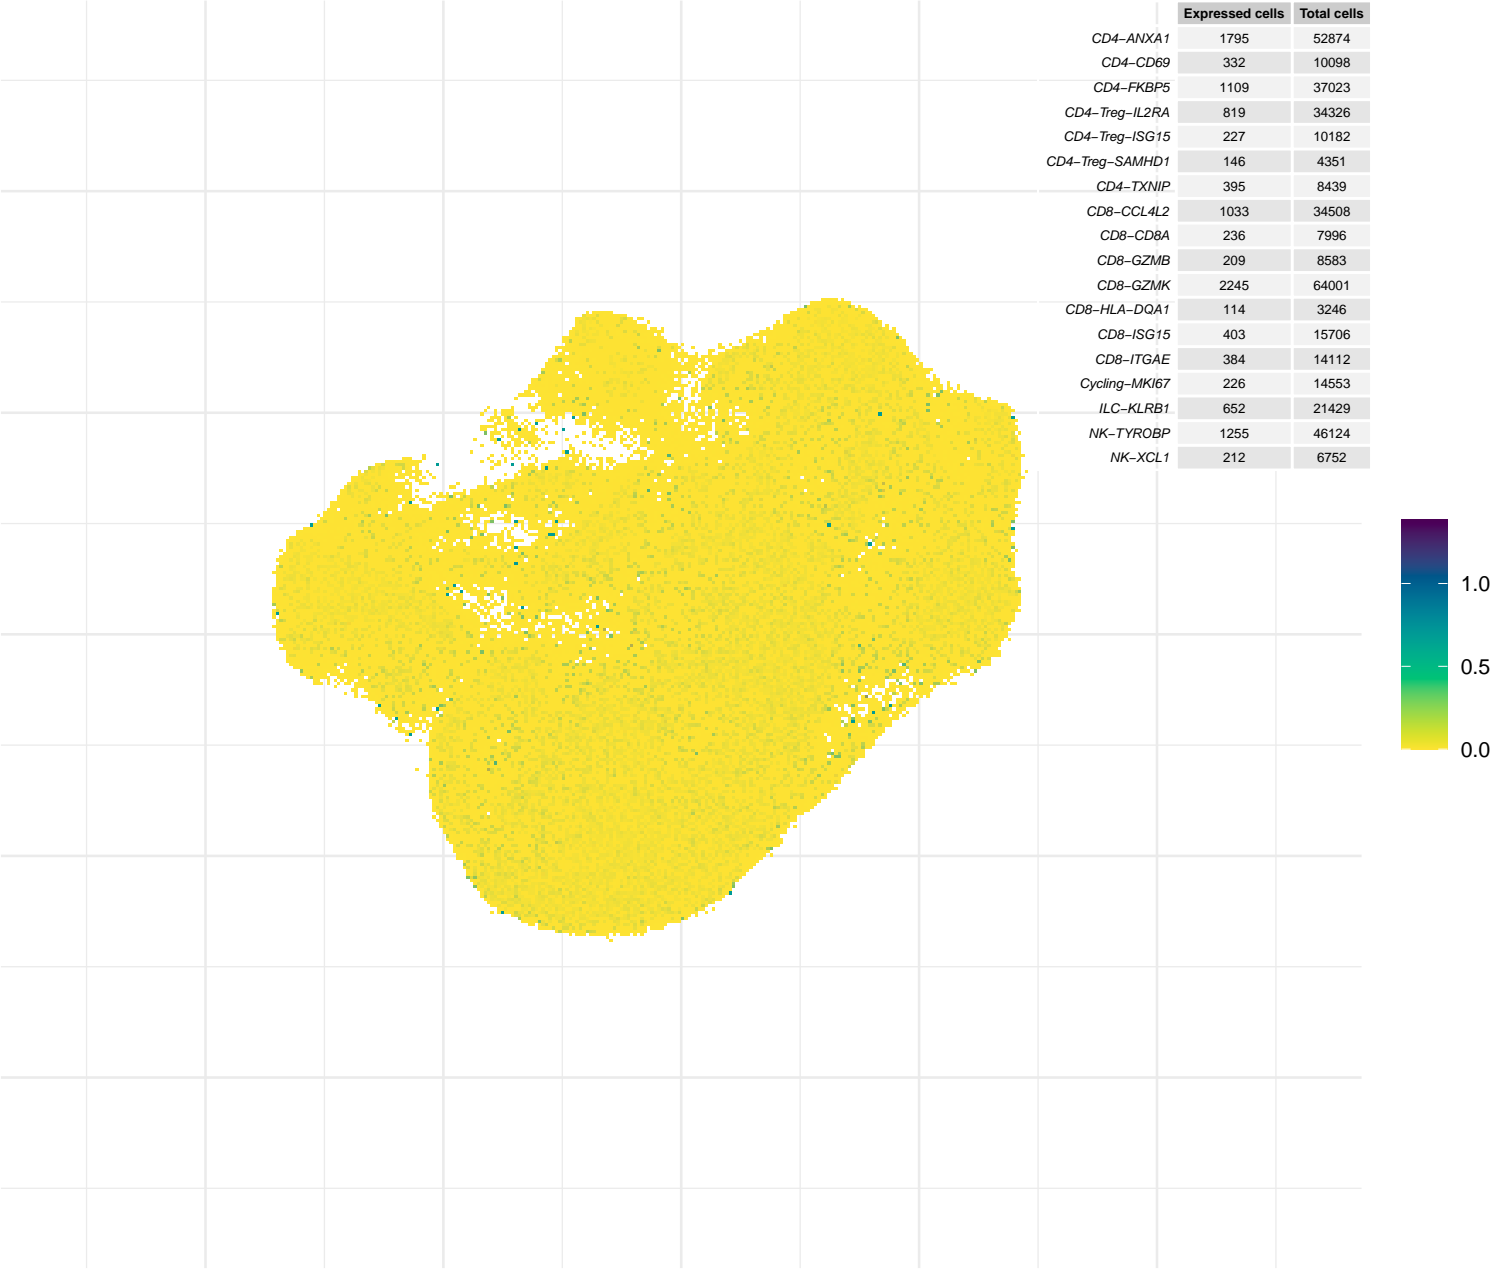 Expressed cells Total cells
CD4−ANXA1 1795 52874
CD4−CD69 332 10098
CD4−FKBP5 1109 37023
CD4−Treg−IL2RA 819 34326
CD4−Treg−ISG15 227 10182
CD4−Treg−SAMHD1 146 4351
CD4−TXNIP 395 8439
CD8−CCL4L2 1033 34508
CD8−CD8A 236 7996
CD8−GZMB 209 8583
CD8−GZMK 2245 64001
CD8−HLA−DQA1 114 3246
CD8−ISG15 403 15706
CD8−ITGAE 384 14112
Cycling−MKI67 226 14553
ILC−KLRB1 652 21429
NK−TYROBP 1255 46124
NK−XCL1 212 6752
1.0
0.5
0.0